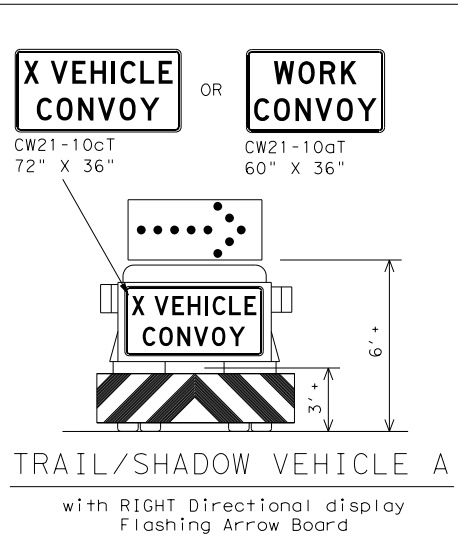 X VEHICLE
CONVOY
OR
WORK
CONVOY
CW21-10cT
72" X 36"
CW21-10aT
60" X 36"
X VEHICLE
CONVOY
6' +
3' +
TRAIL/SHADOW VEHICLE A
with RIGHT Directional display
Flashing Arrow Board